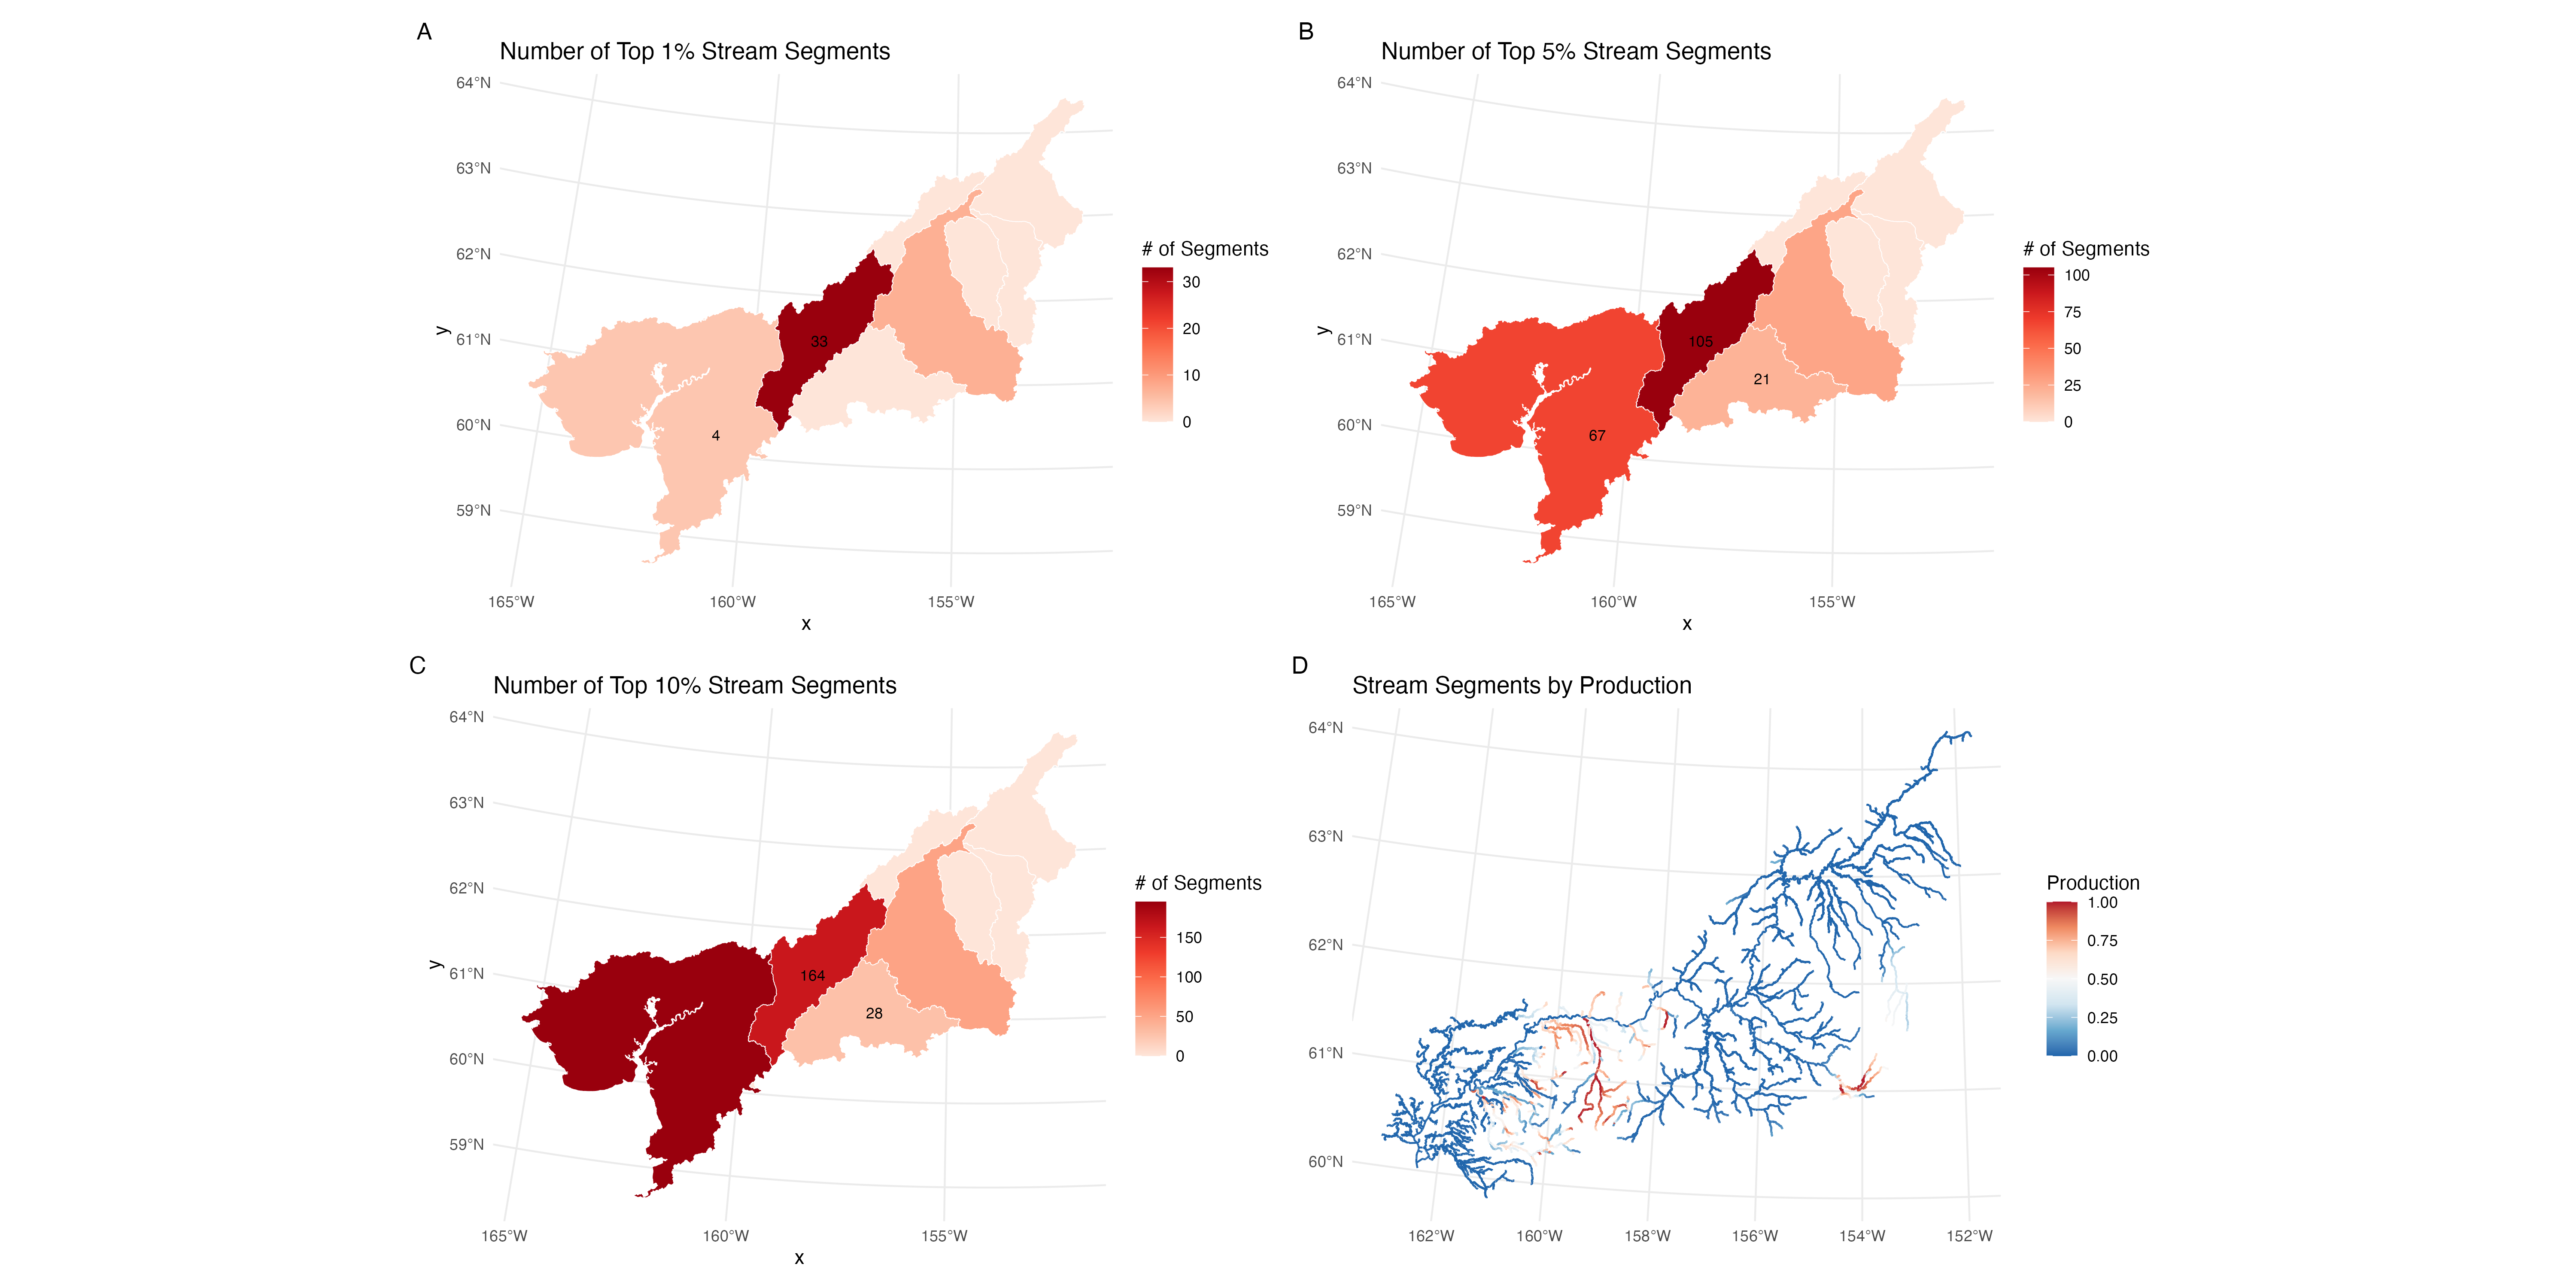 A
Number of Top 1% Stream Segments
64°N
63°N
62°N
61°N
60°N
59°N
y
33
4
165°W 160°W 155°W
x
# of Segments
30
20
10
0
B
Number of Top 5% Stream Segments
64°N
63°N
62°N
61°N
60°N
59°N
y
105
21
67
165°W 160°W 155°W
x
# of Segments
100
75
50
25
0
C
Number of Top 10% Stream Segments
64°N
63°N
62°N
61°N
60°N
59°N
y
164
28
165°W 160°W 155°W
x
# of Segments
150
100
50
0
D
Stream Segments by Production
64°N
63°N
62°N
61°N
60°N
162°W 160°W 158°W 156°W 154°W 152°W
Production
1.00
0.75
0.50
0.25
0.00